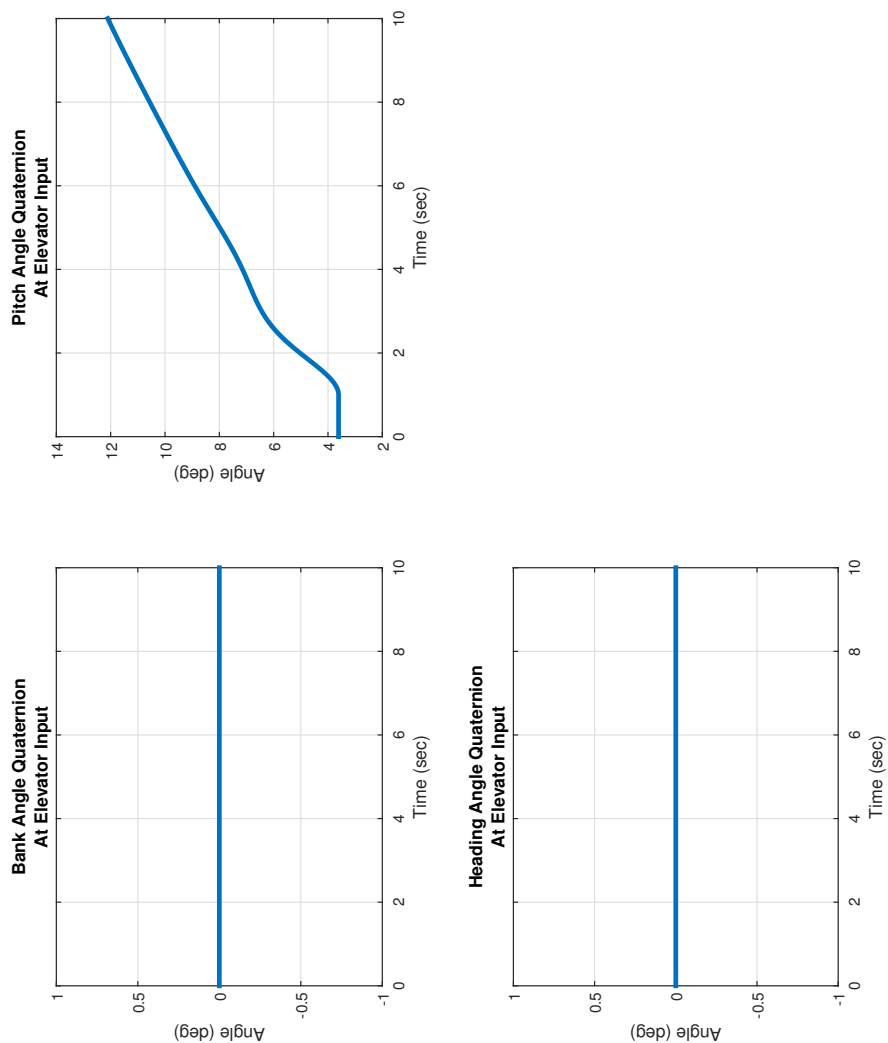 Bank Angle Quaternion
At Elevator Input
1
0.5
0
-0.5
-1
Angle (deg)
0
2
4
6
8
10
Time (sec)
Pitch Angle Quaternion
At Elevator Input
14
12
10
8
6
4
2
Angle (deg)
0
2
4
6
8
10
Time (sec)
Heading Angle Quaternion
At Elevator Input
1
0.5
0
-0.5
-1
Angle (deg)
0
2
4
6
8
10
Time (sec)